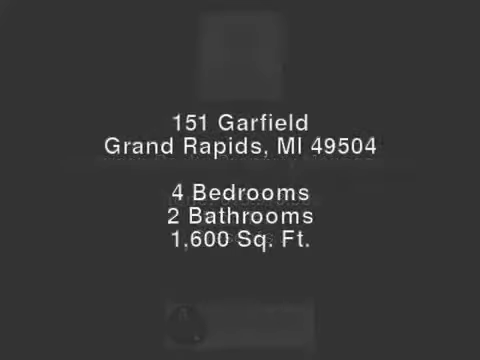 151 Garfield
Grand Rapids, MI 49504
4 Bedrooms
2 Bathrooms
1,600 Sq. Ft.